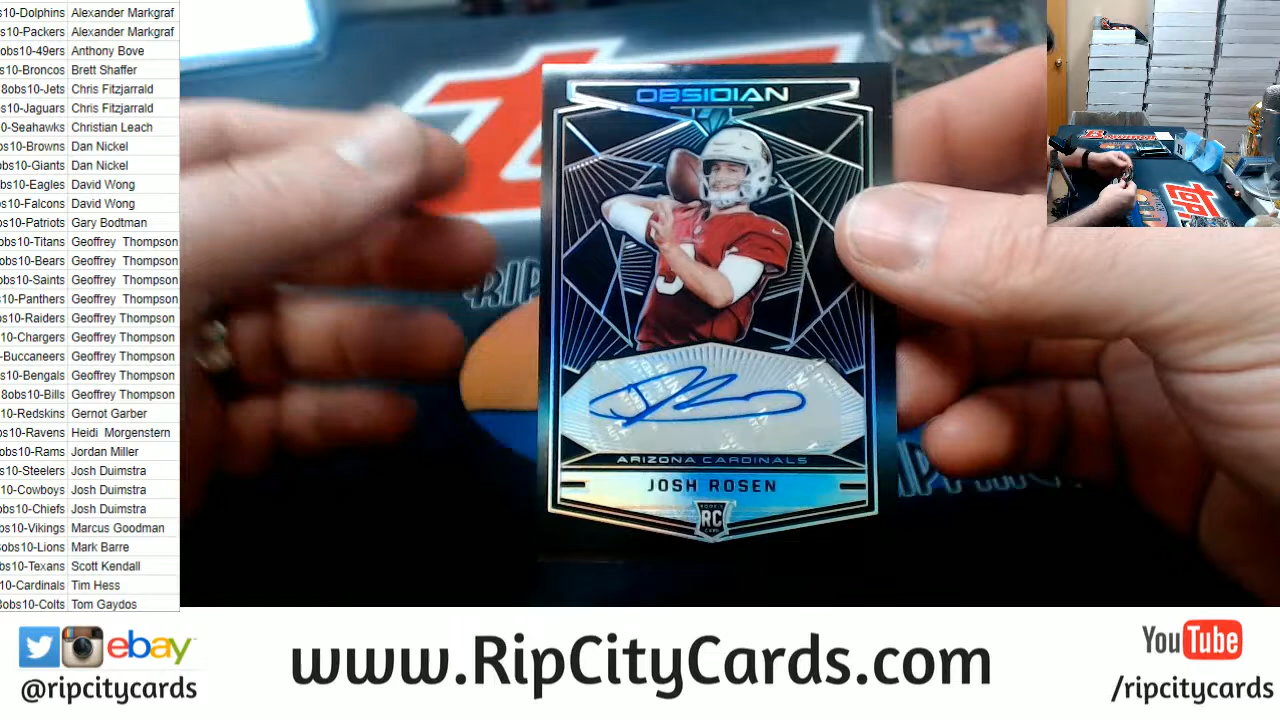 s10-Dolphins Alexander Markgraf
s10-Packers Alexander Markgraf
obs10-49ers Anthony Bove
s10-Broncos Brett Shaffer
8obs10-Jets Chris Fitzjarrald
obs10-Jaguars Chris Fitzjarrald
0-Seahawks Christian Leach
bs10-Browns Dan Nickel
bs10-Giants Dan Nickel
bs10-Eagles David Wong
os10-Falcons David Wong
s10-Patriots Gary Bodtman
obs10-Titans Geoffrey Thompson
bs10-Bears Geoffrey Thompson
obs10-Saints Geoffrey Thompson
s10-Panthers Geoffrey Thompson
bs10-Raiders Geoffrey Thompson
10-Chargers Geoffrey Thompson
-Buccaneers Geoffrey Thompson
s10-Bengals Geoffrey Thompson
8obs10-Bills Geoffrey Thompson
10-Redskins Gernot Garber
bs10-Ravens Heidi Morgenstern
obs10-Rams Jordan Miller
s10-Steelers Josh Duimstra
10-Cowboys Josh Duimstra
obs10-Chiefs Josh Duimstra
bs10-Vikings Marcus Goodman
obs10-Lions Mark Barre
bs10-Texans Scott Kendall
10-Cardinals Tim Hess
obs10-Colts Tom Gaydos
OBSIDIAN
ARIZONA CARDINALS
JOSH ROSEN
RC
RIP
ebay
@ripcitycards
www.RipCityCards.com
YouTube
/ripcitycards